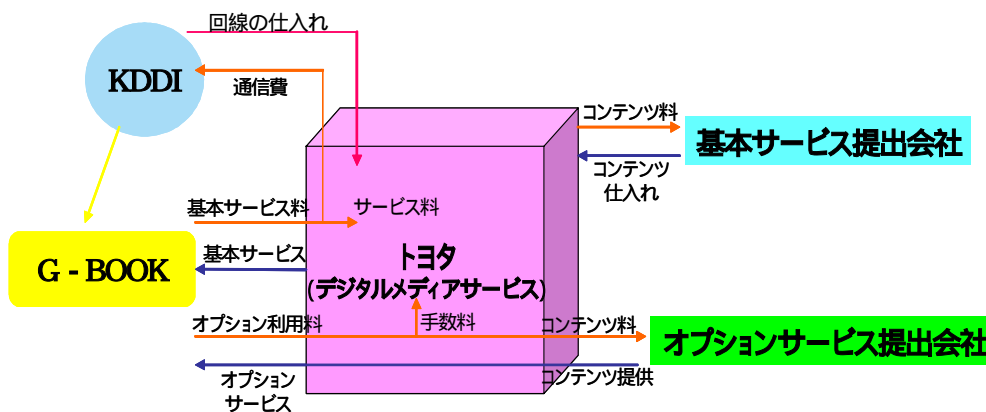 回線の仕入れ
KDDI
通信費
コンテンツ料
基本サービス提出会社
コンテンツ
仕入れ
基本サービス料
サービス料
基本サービス
トヨタ
(デジタルメディアサービス)
G - BOOK
オプション利用料
手数料
コンテンツ料
オプションサービス提出会社
コンテンツ提供
オプション
サービス